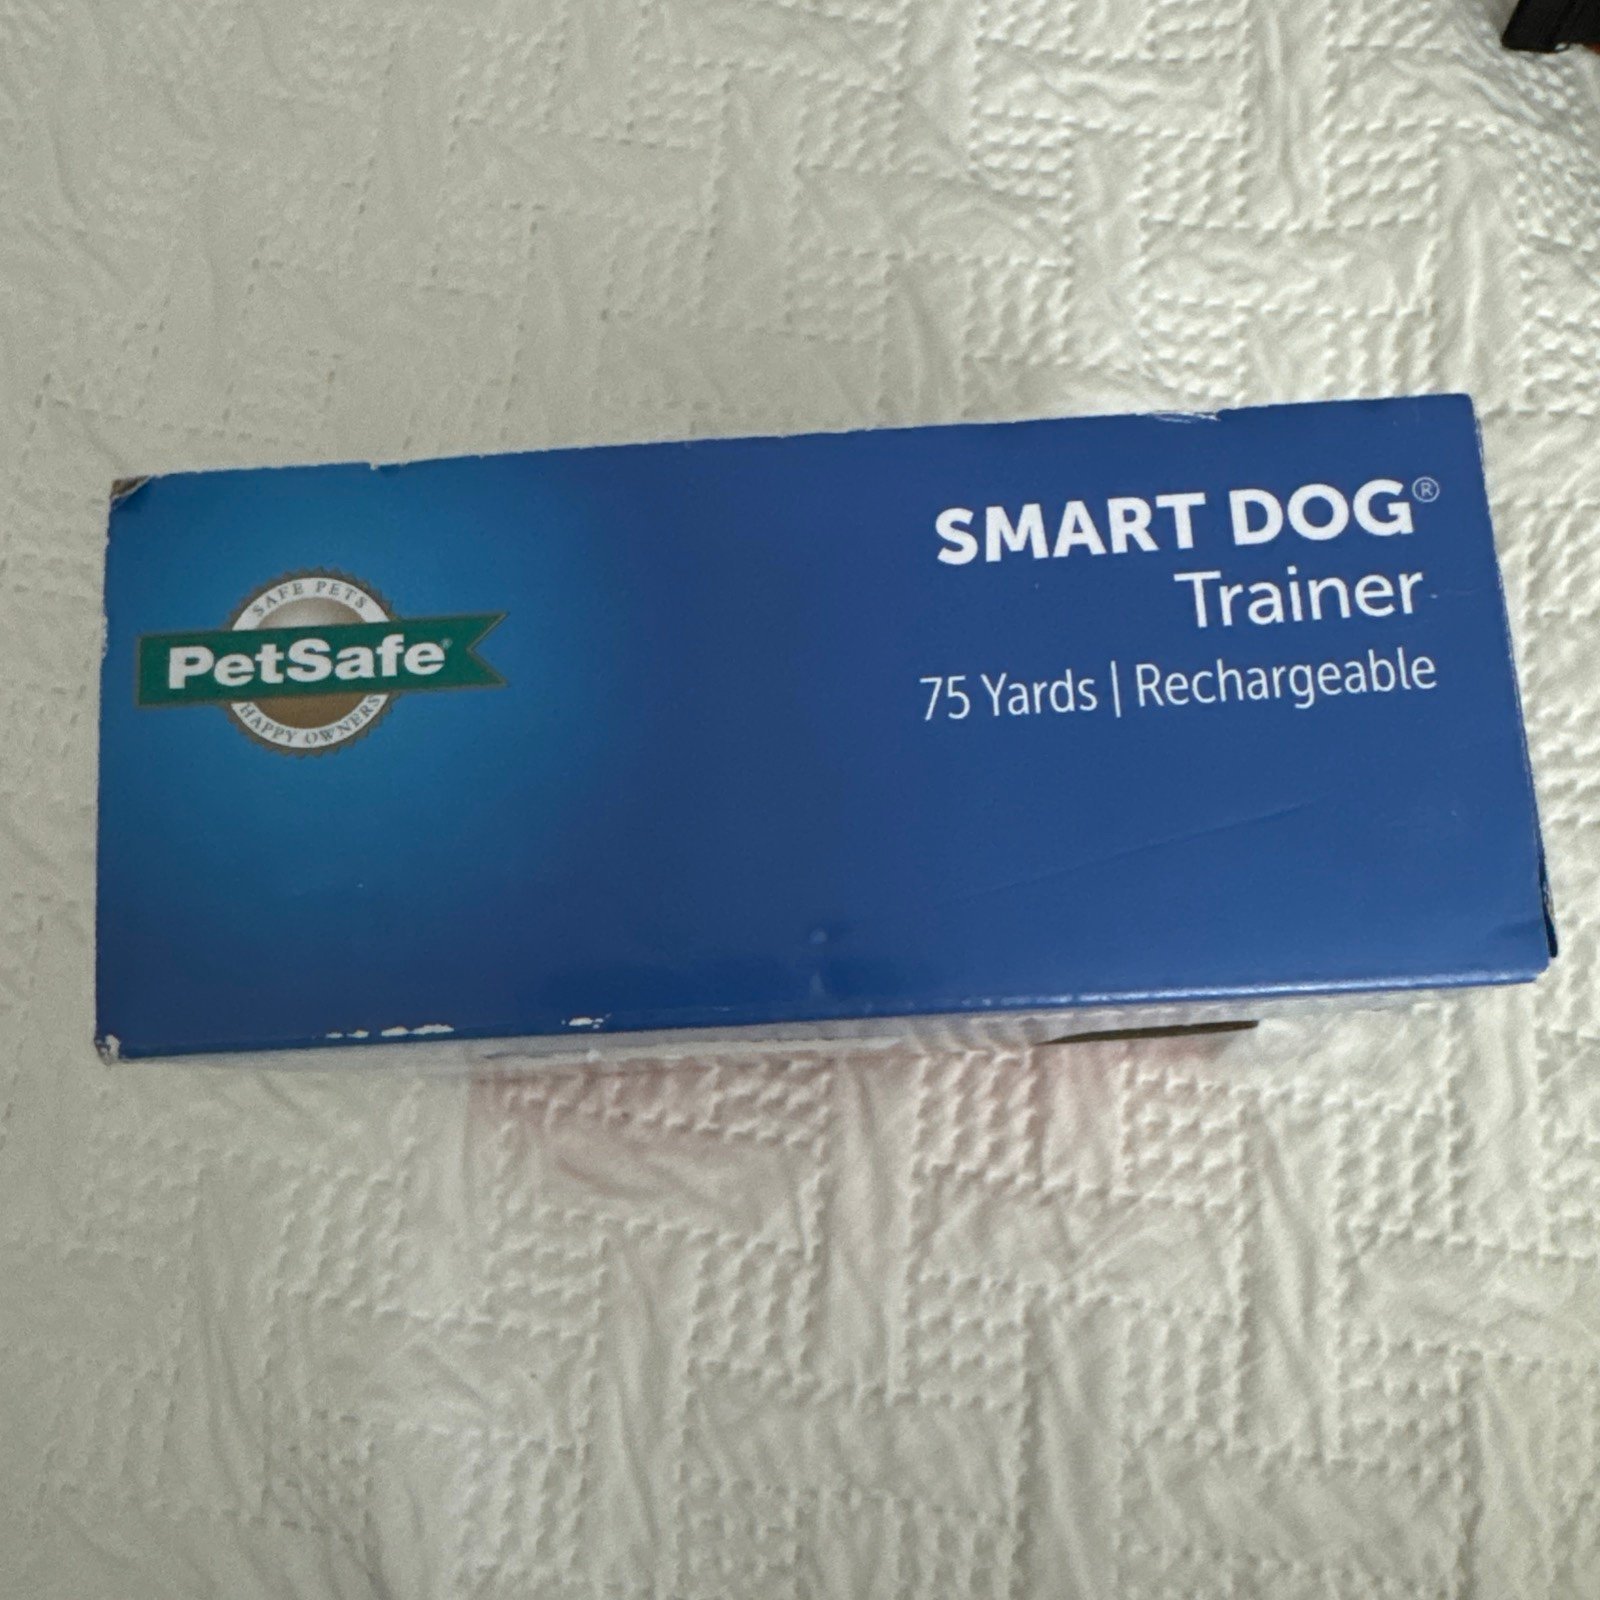 SAFE PETS
PetSafe®
HAPPY OWNERS
SMART DOG®
Trainer
75 Yards | Rechargeable